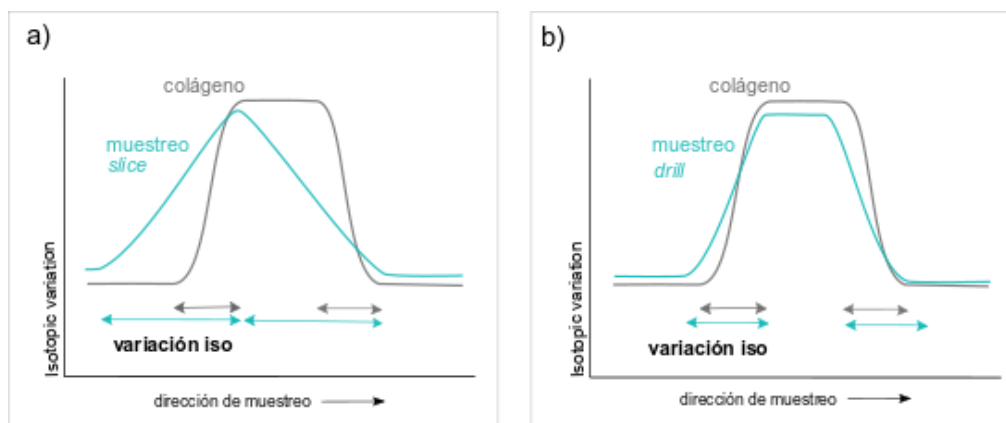 a)
colágeno
muestreo
slice
Isotopic variation
variación iso
dirección de muestreo
b)
colágeno
muestreo
drill
Isotopic variation
variación iso
dirección de muestreo